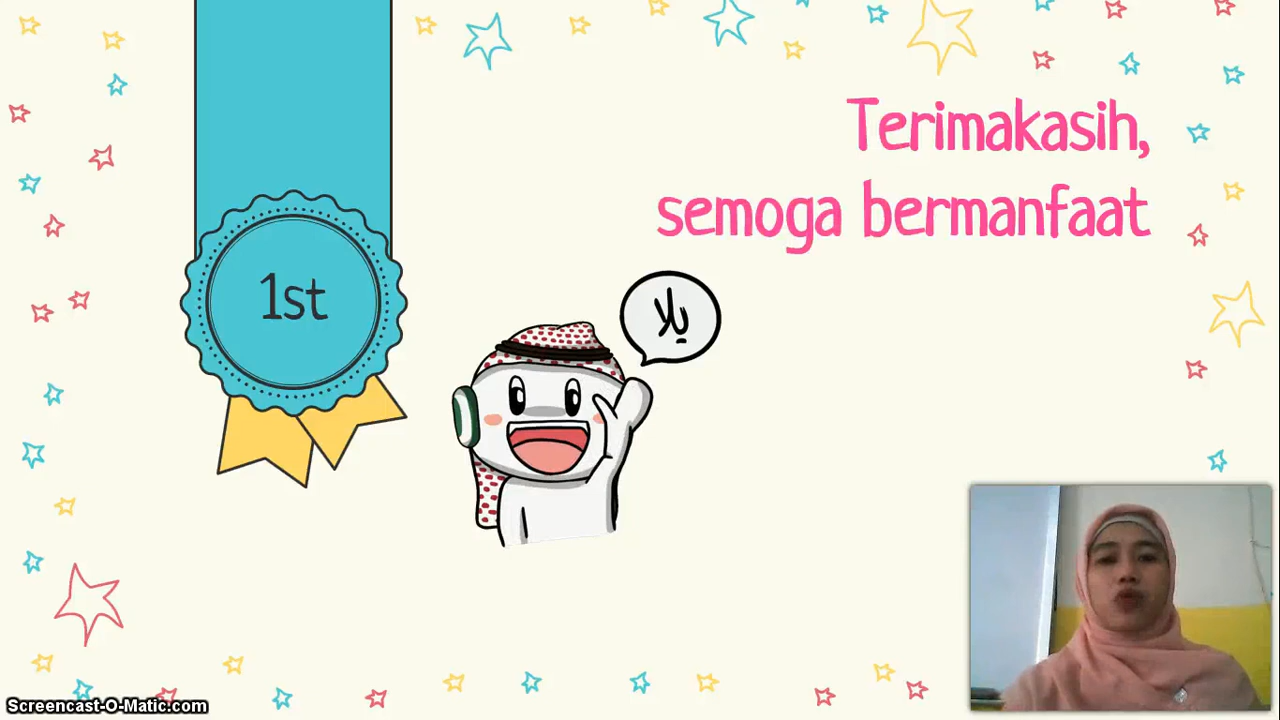 Terimakasih,
semoga bermanfaat
1st
يلا
Screencast-O-Matic.com